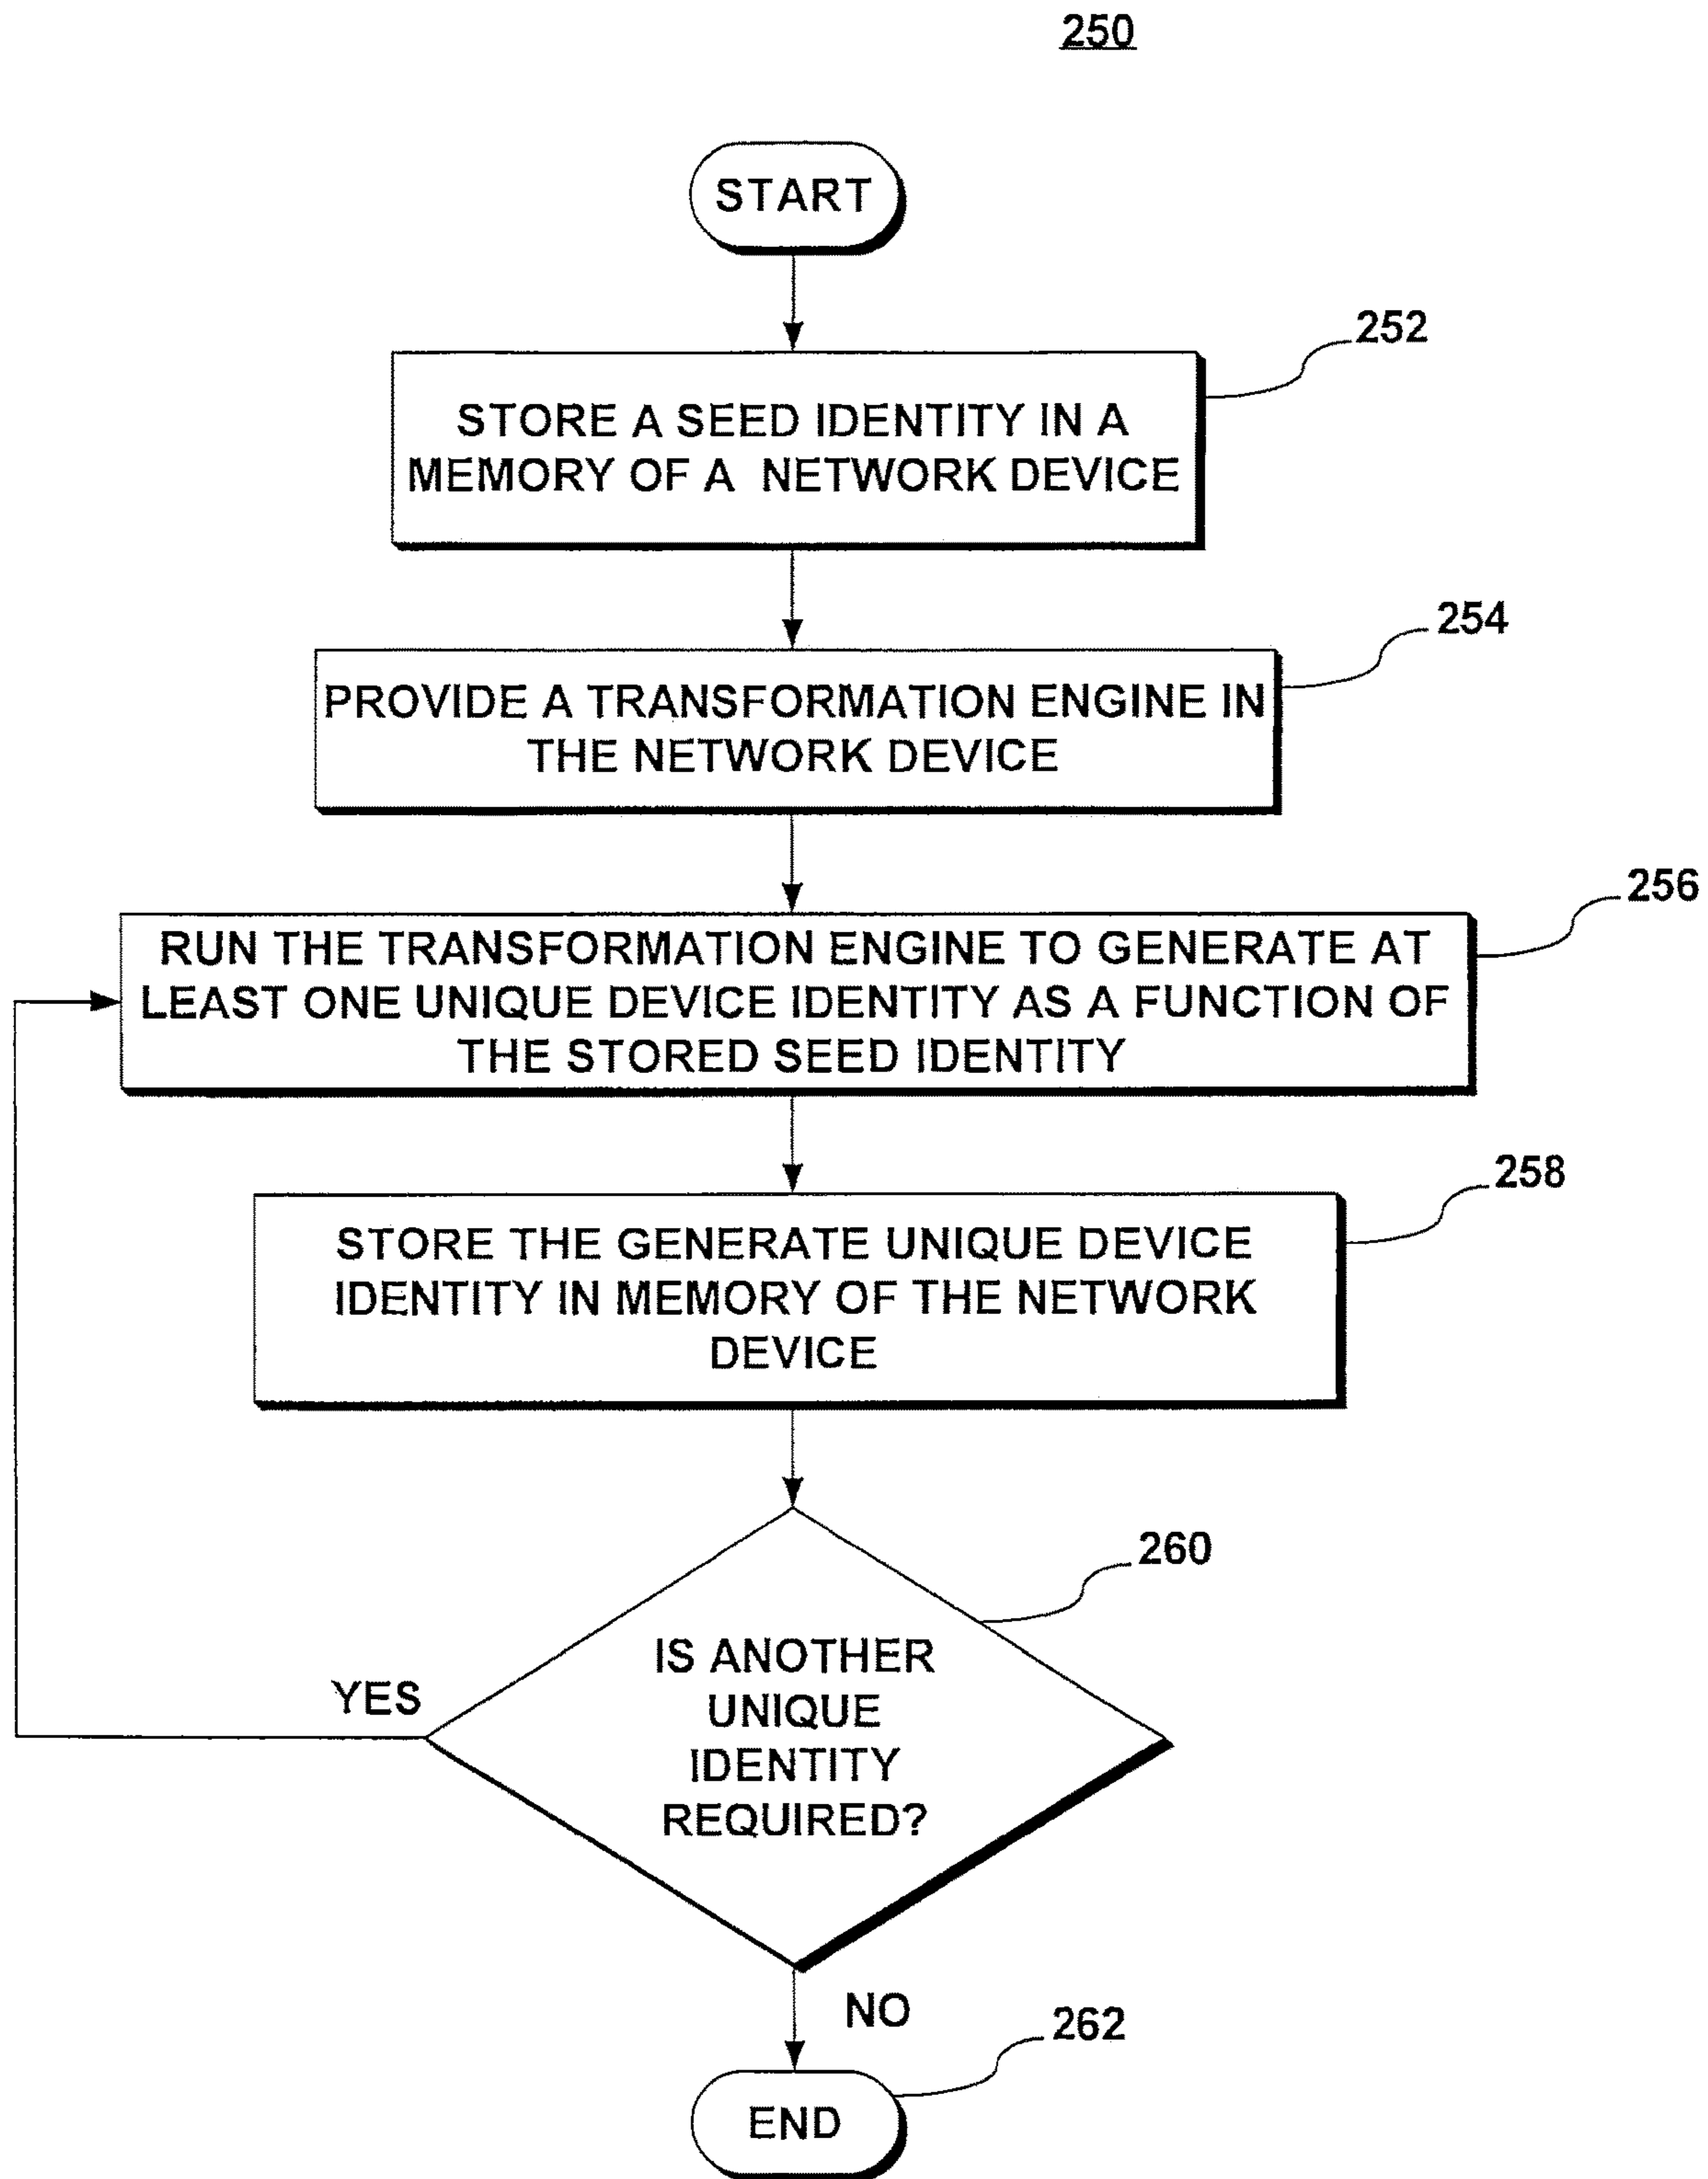 250
START
252
STORE A SEED IDENTITY IN A
MEMORY OF A NETWORK DEVICE
254
PROVIDE A TRANSFORMATION ENGINE IN
THE NETWORK DEVICE
256
RUN THE TRANSFORMATION ENGINE TO GENERATE AT
LEAST ONE UNIQUE DEVICE IDENTITY AS A FUNCTION OF
THE STORED SEED IDENTITY
258
STORE THE GENERATE UNIQUE DEVICE
IDENTITY IN MEMORY OF THE NETWORK
DEVICE
260
IS ANOTHER
UNIQUE
IDENTITY
REQUIRED?
YES
NO
262
END